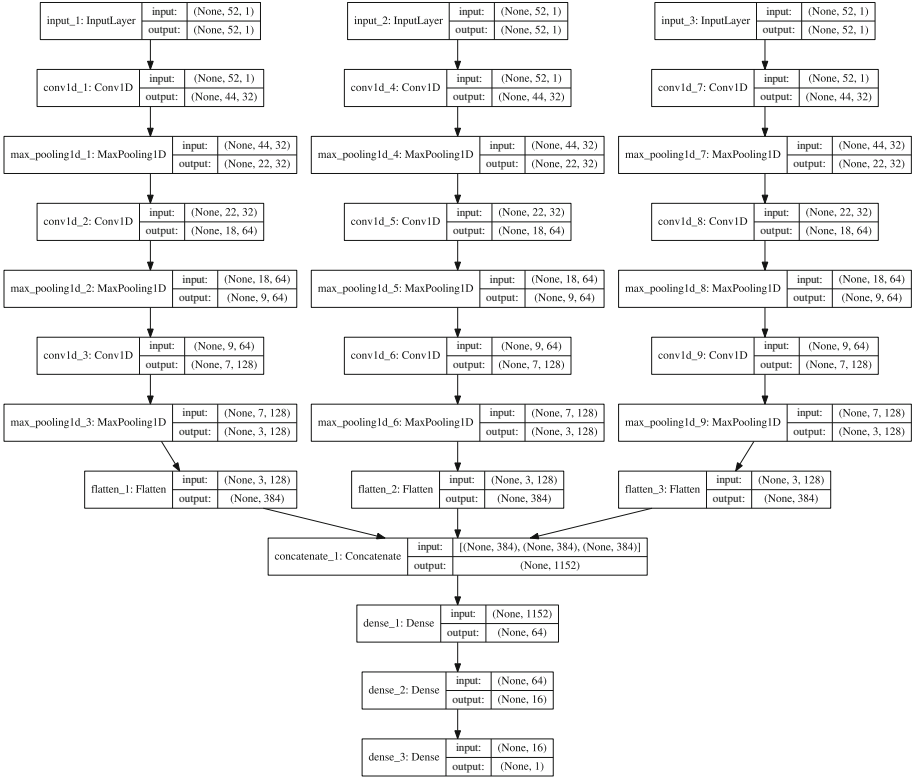 input_1: InputLayer input: (None, 52, 1) output: (None, 52, 1)
input_2: InputLayer input: (None, 52, 1) output: (None, 52, 1)
input_3: InputLayer input: (None, 52, 1) output: (None, 52, 1)
conv1d_1: Conv1D input: (None, 52, 1) output: (None, 44, 32)
conv1d_4: Conv1D input: (None, 52, 1) output: (None, 44, 32)
conv1d_7: Conv1D input: (None, 52, 1) output: (None, 44, 32)
max_pooling1d_1: MaxPooling1D input: (None, 44, 32) output: (None, 22, 32)
max_pooling1d_4: MaxPooling1D input: (None, 44, 32) output: (None, 22, 32)
max_pooling1d_7: MaxPooling1D input: (None, 44, 32) output: (None, 22, 32)
conv1d_2: Conv1D input: (None, 22, 32) output: (None, 18, 64)
conv1d_5: Conv1D input: (None, 22, 32) output: (None, 18, 64)
conv1d_8: Conv1D input: (None, 22, 32) output: (None, 18, 64)
max_pooling1d_2: MaxPooling1D input: (None, 18, 64) output: (None, 9, 64)
max_pooling1d_5: MaxPooling1D input: (None, 18, 64) output: (None, 9, 64)
max_pooling1d_8: MaxPooling1D input: (None, 18, 64) output: (None, 9, 64)
conv1d_3: Conv1D input: (None, 9, 64) output: (None, 7, 128)
conv1d_6: Conv1D input: (None, 9, 64) output: (None, 7, 128)
conv1d_9: Conv1D input: (None, 9, 64) output: (None, 7, 128)
max_pooling1d_3: MaxPooling1D input: (None, 7, 128) output: (None, 3, 128)
max_pooling1d_6: MaxPooling1D input: (None, 7, 128) output: (None, 3, 128)
max_pooling1d_9: MaxPooling1D input: (None, 7, 128) output: (None, 3, 128)
flatten_1: Flatten input: (None, 3, 128) output: (None, 384)
flatten_2: Flatten input: (None, 3, 128) output: (None, 384)
flatten_3: Flatten input: (None, 3, 128) output: (None, 384)
concatenate_1: Concatenate input: [(None, 384), (None, 384), (None, 384)] output: (None, 1152)
dense_1: Dense input: (None, 1152) output: (None, 64)
dense_2: Dense input: (None, 64) output: (None, 16)
dense_3: Dense input: (None, 16) output: (None, 1)